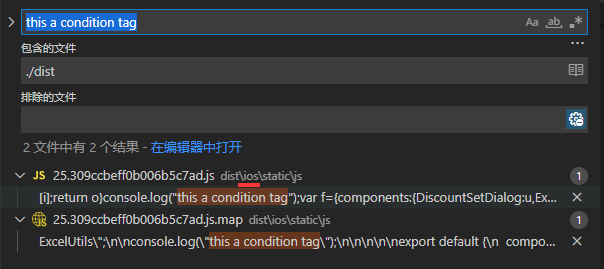 this a condition tag
Aa ab .*
包含的文件
...
./dist
排除的文件
2 文件中有 2 个结果 - 在编辑器中打开
JS 25.309ccbeff0b006b5c7ad.js dist\ios\static\js 1
[i];return o}console.log("this a condition tag");var f={components:{DiscountSetDialog:u,Ex...
25.309ccbeff0b006b5c7ad.js.map dist\ios\static\js 1
ExcelUtils\";\n\nconsole.log(\"this a condition tag\");\n\n\n\n\nexport default {\n compo...